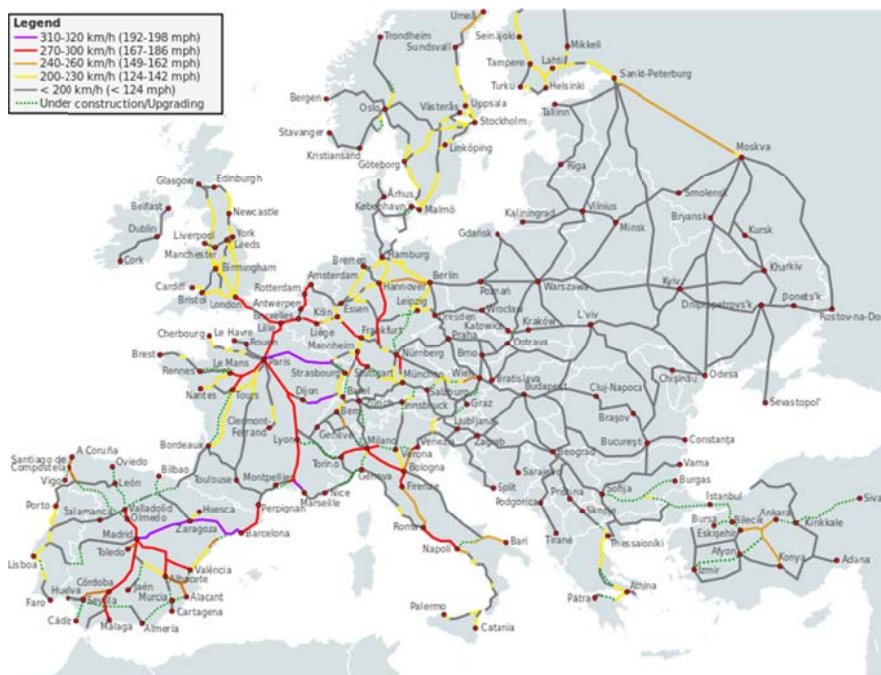 Legend
310-320 km/h (192-198 mph)
270-300 km/h (167-186 mph)
240-260 km/h (149-162 mph)
200-230 km/h (124-142 mph)
< 200 km/h (< 124 mph)
Under construction/Upgrading
Umeå
Trondheim
Sundsvall
Seinäjoki
Mikkeli
Tampere
Lahti
Turku
Helsinki
Sankt-Peterburg
Bergen
Oslo
Västerås
Uppsala
Stockholm
Tallinn
Stavanger
Kristiansand
Linköping
Göteborg
Rīga
Moskva
Glasgow
Edinburgh
Århus
København
Malmö
Smolensk
Belfast
Newcastle
Kaliningrad
Vilnius
Minsk
Bryansk
Dublin
Liverpool
York
Leeds
Manchester
Gdańsk
Kursk
Cork
Birmingham
Bremen
Hamburg
Amsterdam
Hannover
Berlin
Kharkiv
Cardiff
Bristol
London
Rotterdam
Antwerpen
Bruxelles
Essen
Leipzig
Poznań
Warszawa
Kyiv
Dnipropetrovs'k
Donets'k
Rostov-na-Do
Cherbourg
Le Havre
Rouen
Lille
Liège
Köln
Frankfurt
Dresden
Wrocław
Katowice
Kraków
L'viv
Praha
Ostrava
Brest
Rennes
Le Mans
Paris
Mannheim
Nürnberg
Brno
Strasbourg
Stuttgart
München
Wien
Bratislava
Chişinău
Odesa
Nantes
Tours
Dijon
Basel
Zürich
Innsbruck
Salzburg
Graz
Budapest
Cluj-Napoca
Sevastopol'
Clermont-
Ferrand
Bern
Genève
Ljubljana
Zagreb
Braşov
Bordeaux
Lyon
Milano
Verona
Venezia
Beograd
Bucureşti
Constanţa
Torino
Bologna
Genova
Firenze
Sarajevo
Varna
A Coruña
Santiago de
Compostela
Oviedo
Bilbao
Toulouse
Montpellier
Nice
Marseille
Split
Podgorica
Pristina
Sofija
Burgas
Vigo
León
Perpignan
Skopje
İstanbul
Siva
Porto
Valladolid
Olmedo
Salamanca
Huesca
Zaragoza
Barcelona
Roma
Tiranë
Bursa
Bilecik
Ankara
Kırıkkale
Eskişehir
Madrid
Toledo
Napoli
Bari
Thessaloníki
Afyon
Konya
Adana
Lisboa
València
Albacete
İzmir
Faro
Huelva
Córdoba
Sevilla
Jaén
Murcia
Alacant
Cartagena
Palermo
Catania
Pátra
Athina
Cádiz
Málaga
Almería